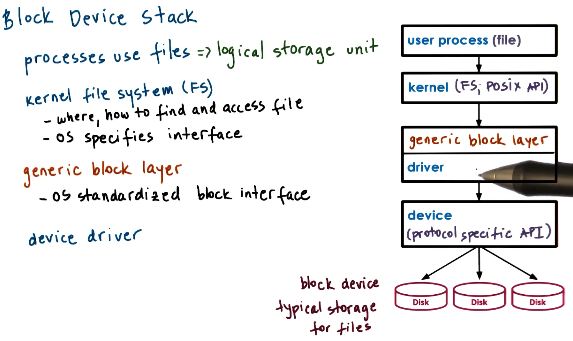 Block Device Stack
processes use files => logical storage unit
kernel file system (FS)
- where, how to find and access file
- OS specifies interface
generic block layer
- OS standardized block interface
device driver
user process (file)
kernel (FS, POSIX API)
generic block layer
driver
device
(protocol specific API)
block device
typical storage
for files
Disk
Disk
Disk